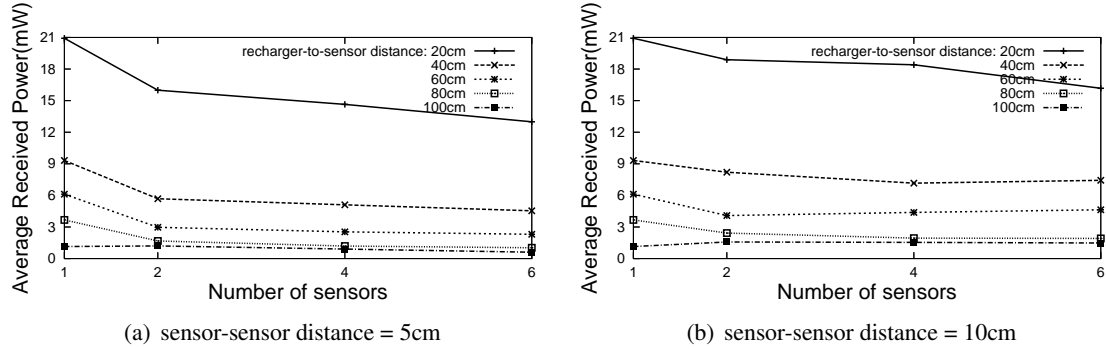 Average Received Power(mW)
21
18
15
12
9
6
3
0
recharger-to-sensor distance: 20cm
40cm
60cm
80cm
100cm
1 2 4 6
Number of sensors
(a) sensor-sensor distance = 5cm
Average Received Power(mW)
21
18
15
12
9
6
3
0
recharger-to-sensor distance: 20cm
40cm
60cm
80cm
100cm
1 2 4 6
Number of sensors
(b) sensor-sensor distance = 10cm